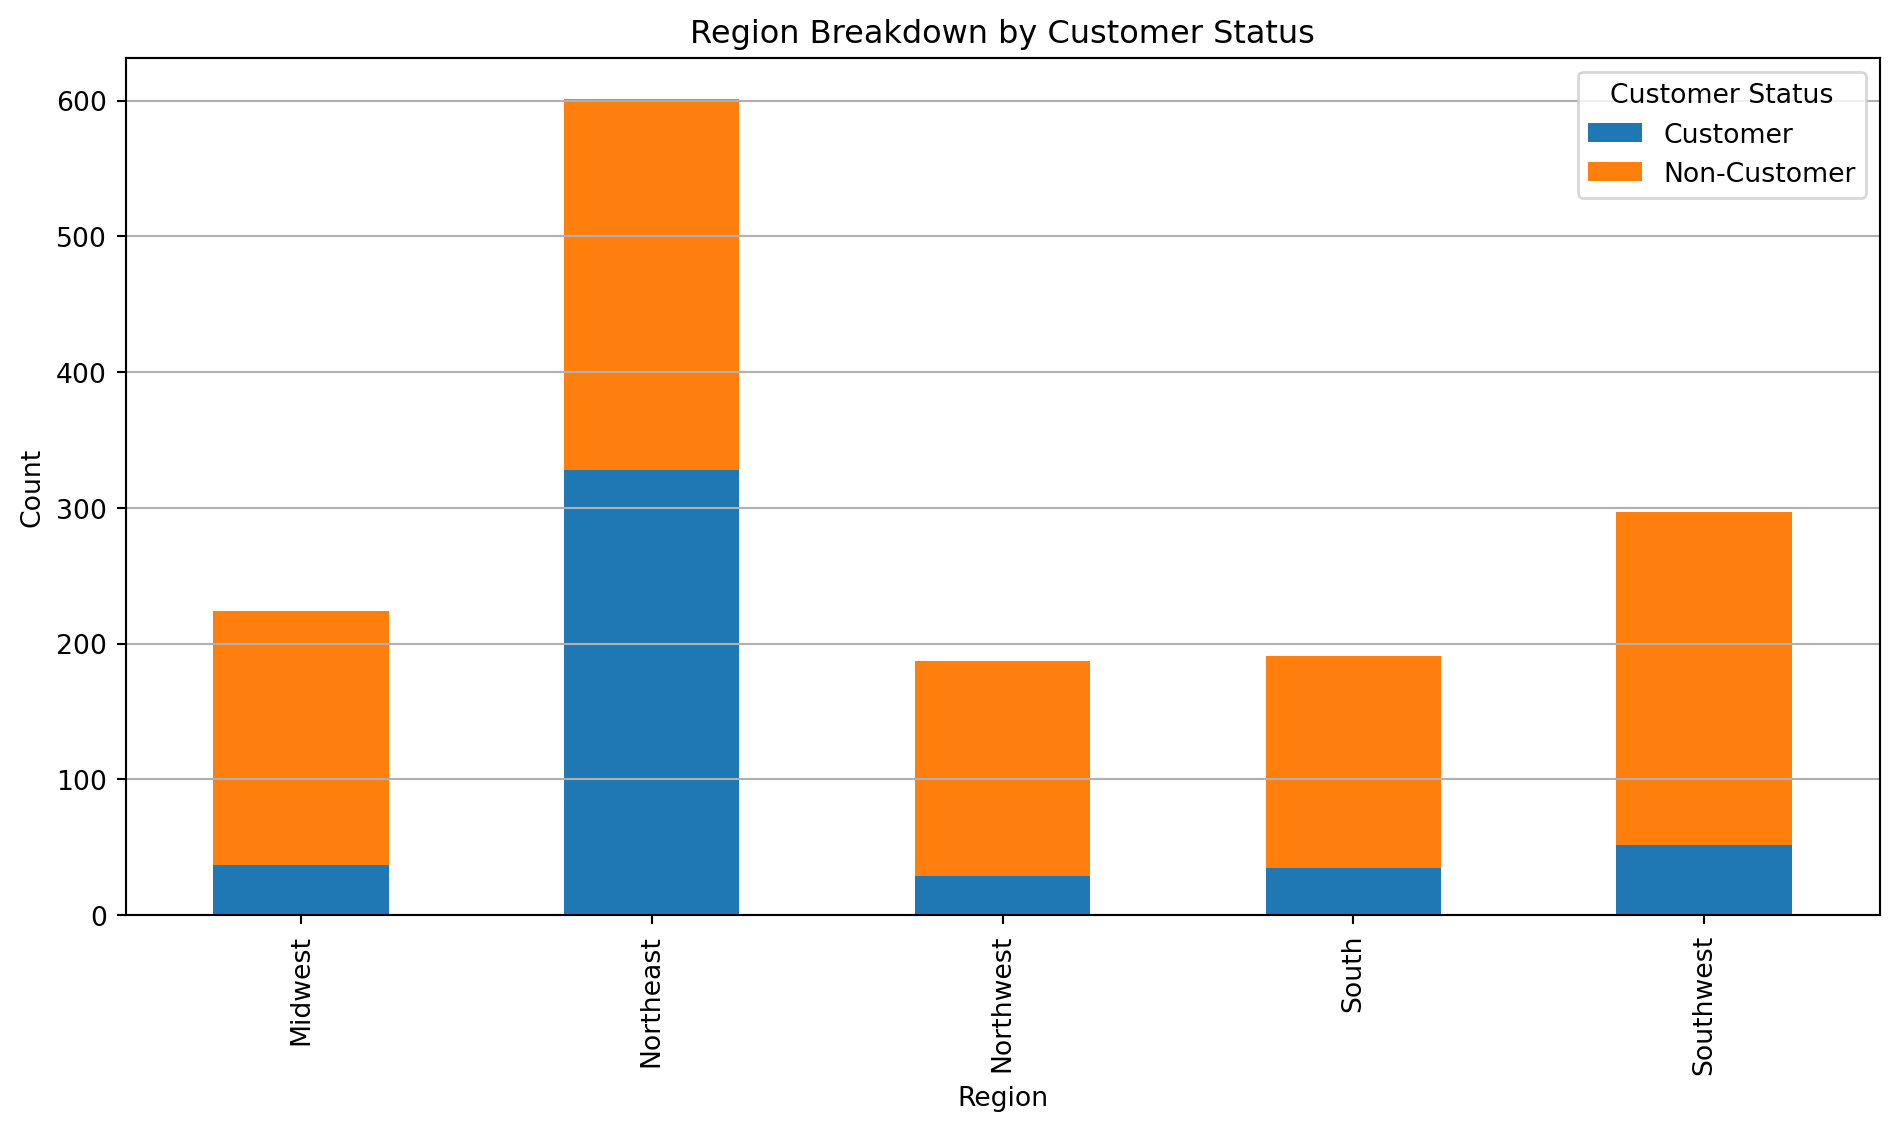 Region Breakdown by Customer Status
Customer Status
Customer
Non-Customer
600
500
400
300
200
100
0
Count
Midwest
Northeast
Northwest
South
Southwest
Region